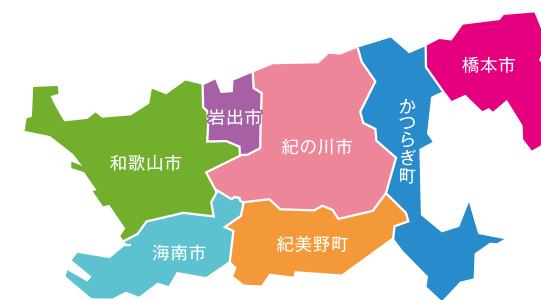 橋本市
かつらぎ町
岩出市
紀の川市
和歌山市
海南市
紀美野町